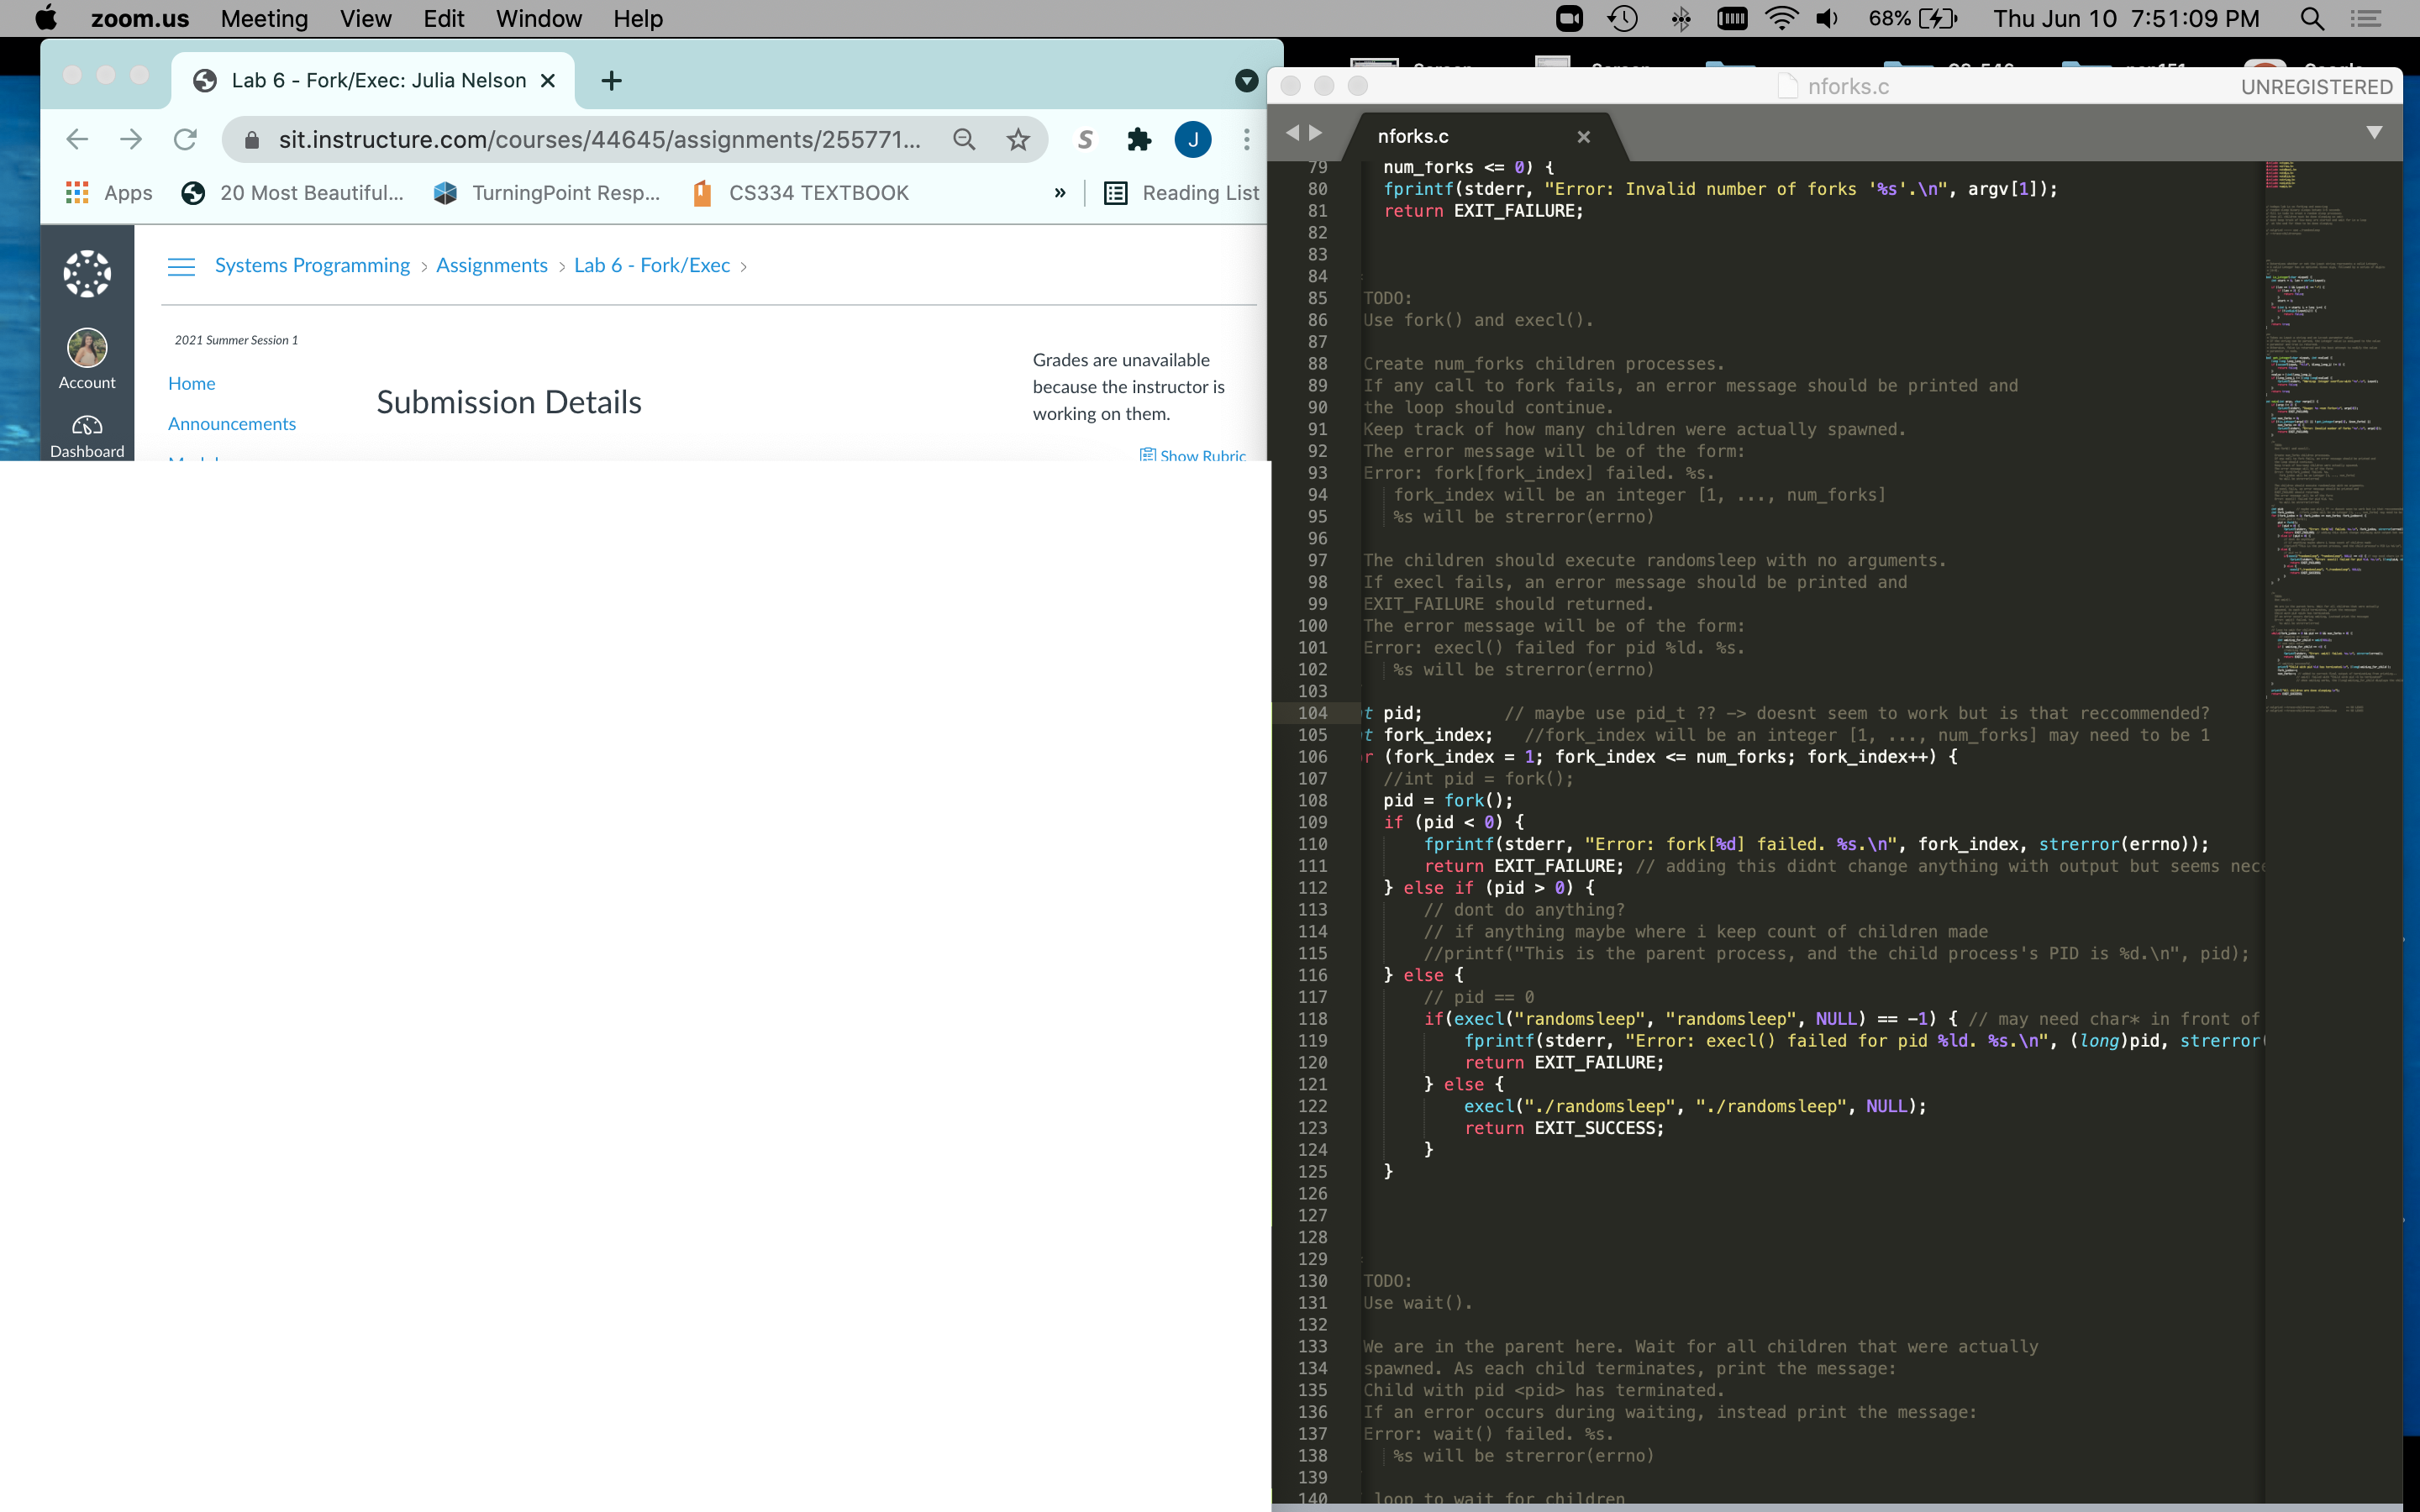 zoom.us Meeting View Edit Window Help 68% Thu Jun 10 7:51:09 PM
Lab 6 - Fork/Exec: Julia Nelson
sit.instructure.com/courses/44645/assignments/255771...
S
J
Apps 20 Most Beautiful... TurningPoint Resp... CS334 TEXTBOOK » Reading List
Systems Programming › Assignments › Lab 6 - Fork/Exec ›
2021 Summer Session 1
Home
Announcements
Account
Dashboard
Submission Details
Grades are unavailable
because the instructor is
working on them.
Show Rubric
nforks.c UNREGISTERED
nforks.c
79 num_forks <= 0) {
80 fprintf(stderr, "Error: Invalid number of forks '%s'.\n", argv[1]);
81 return EXIT_FAILURE;
82
83
84
85 TODO:
86 Use fork() and execl().
87
88 Create num_forks children processes.
89 If any call to fork fails, an error message should be printed and
90 the loop should continue.
91 Keep track of how many children were actually spawned.
92 The error message will be of the form:
93 Error: fork[fork_index] failed. %s.
94 fork_index will be an integer [1, ..., num_forks]
95 %s will be strerror(errno)
96
97 The children should execute randomsleep with no arguments.
98 If execl fails, an error message should be printed and
99 EXIT_FAILURE should returned.
100 The error message will be of the form:
101 Error: execl() failed for pid %ld. %s.
102 %s will be strerror(errno)
103
104 t pid; // maybe use pid_t ?? -> doesnt seem to work but is that reccommended?
105 t fork_index; //fork_index will be an integer [1, ..., num_forks] may need to be 1
106 r (fork_index = 1; fork_index <= num_forks; fork_index++) {
107 //int pid = fork();
108 pid = fork();
109 if (pid < 0) {
110 fprintf(stderr, "Error: fork[%d] failed. %s.\n", fork_index, strerror(errno));
111 return EXIT_FAILURE; // adding this didnt change anything with output but seems nece
112 } else if (pid > 0) {
113 // dont do anything?
114 // if anything maybe where i keep count of children made
115 //printf("This is the parent process, and the child process's PID is %d.\n", pid);
116 } else {
117 // pid == 0
118 if(execl("randomsleep", "randomsleep", NULL) == -1) { // may need char* in front of
119 fprintf(stderr, "Error: execl() failed for pid %ld. %s.\n", (long)pid, strerror(
120 return EXIT_FAILURE;
121 } else {
122 execl("./randomsleep", "./randomsleep", NULL);
123 return EXIT_SUCCESS;
124 }
125 }
126
127
128
129
130 TODO:
131 Use wait().
132
133 We are in the parent here. Wait for all children that were actually
134 spawned. As each child terminates, print the message:
135 Child with pid <pid> has terminated.
136 If an error occurs during waiting, instead print the message:
137 Error: wait() failed. %s.
138 %s will be strerror(errno)
139
140 loop to wait for children